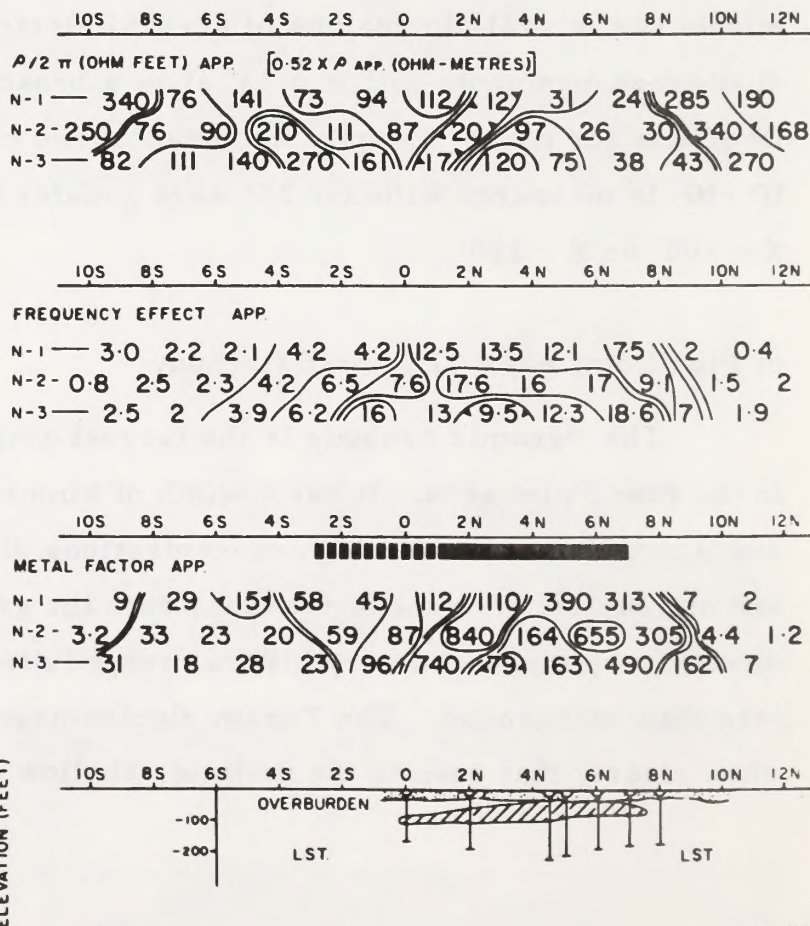 10S 8S 6S 4S 2S 0 2N 4N 6N 8N 10N 12N
ρ/2 π (OHM FEET) APP. [0.52 X ρ APP. (OHM-METRES)]
N-1 — 340 76 141 73 94 112 12 31 24 285 190
N-2- 250 76 90 210 111 87 20 97 26 30 340 168
N-3 — 82 111 140 270 161 17 120 75 38 43 270
10S 8S 6S 4S 2S 0 2N 4N 6N 8N 10N 12N
FREQUENCY EFFECT APP.
N-1 — 3.0 2.2 2.1 4.2 4.2 12.5 13.5 12.1 7.5 2 0.4
N-2- 0.8 2.5 2.3 4.2 6.5 7.6 17.6 16 17 9.1 1.5 2
N-3 — 2.5 2 3.9 6.2 16 13 9.5 12.3 18.6 7 1.9
10S 8S 6S 4S 2S 0 2N 4N 6N 8N 10N 12N
METAL FACTOR APP.
N-1 — 9 29 15 58 45 112 1110 390 313 7 2
N-2- 3.2 33 23 20 59 87 840 164 655 305 4.4 1.2
N-3 — 31 18 28 23 96 740 79 163 490 162 7
10S 8S 6S 4S 2S 0 2N 4N 6N 8N 10N 12N
OVERBURDEN
-100-
-200-
LST. LST
ELEVATION (FEET)